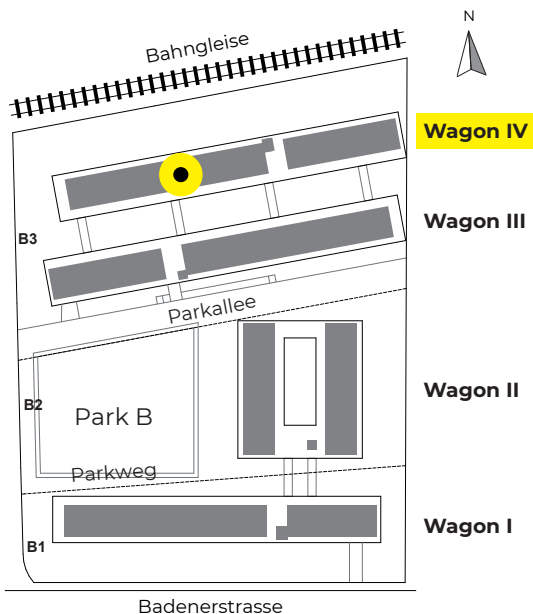 N
Bahngleise
Wagon IV
Wagon III
B3
Parkallee
Wagon II
B2
Park B
Parkweg
Wagon I
B1
Badenerstrasse